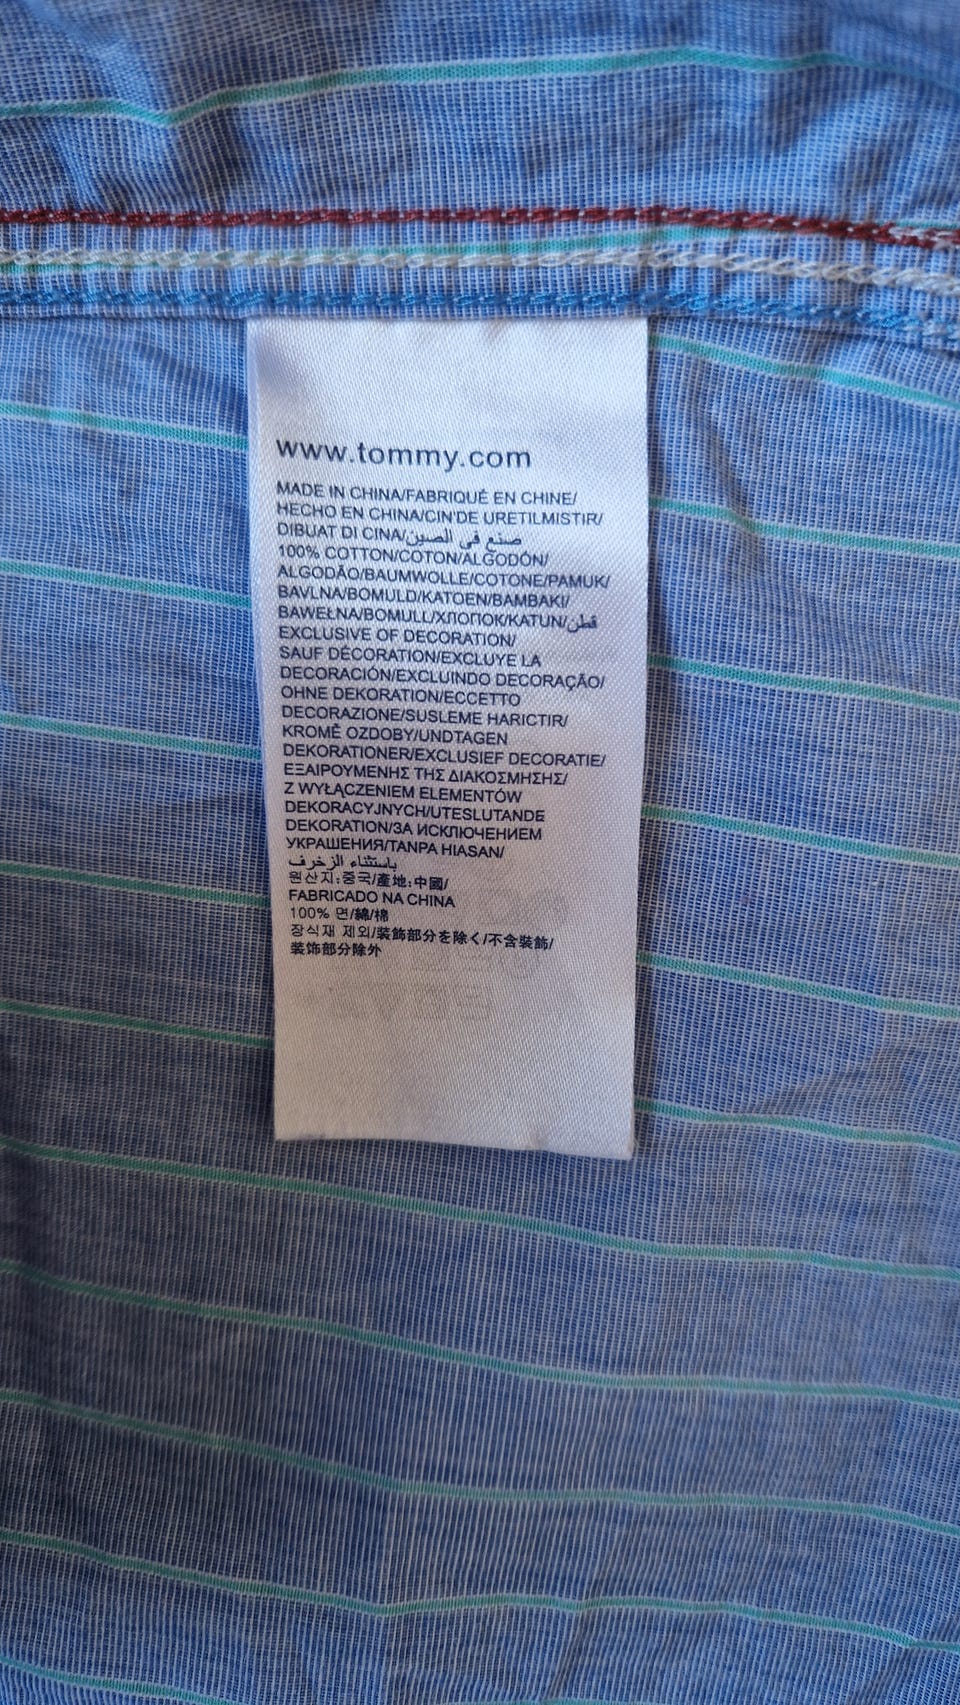 www.tommy.com
MADE IN CHINA/FABRIQUÉ EN CHINE/
HECHO EN CHINA/CIN'DE URETILMISTIR/
DIBUAT DI CINA/صنع في الصين
100% COTTON/COTON/ALGODÓN/
ALGODÃO/BAUMWOLLE/COTONE/PAMUK/
BAVLNA/BOMULD/KATOEN/BAMBAKI/
BAWEŁNA/BOMULL/ХЛОПОК/KATUN/قطن
EXCLUSIVE OF DECORATION/
SAUF DÉCORATION/EXCLUYE LA
DECORACIÓN/EXCLUINDO DECORAÇÃO/
OHNE DEKORATION/ECCETTO
DECORAZIONE/SUSLEME HARICTIR/
KROMĚ OZDOBY/UNDTAGEN
DEKORATIONER/EXCLUSIEF DECORATIE/
ΕΞΑΙΡΟΥΜΕΝΗΣ ΤΗΣ ΔΙΑΚΟΣΜΗΣΗΣ/
Z WYŁĄCZENIEM ELEMENTÓW
DEKORACYJNYCH/UTESLUTANDE
DEKORATION/ЗА ИСКЛЮЧЕНИЕМ
УКРАШЕНИЯ/TANPA HIASAN/
باستثناء الزخرف
원산지:중국/產地:中國/
FABRICADO NA CHINA
100% 면/綿/棉
장식재 제외/装飾部分を除く/不含裝飾/
装饰部分除外